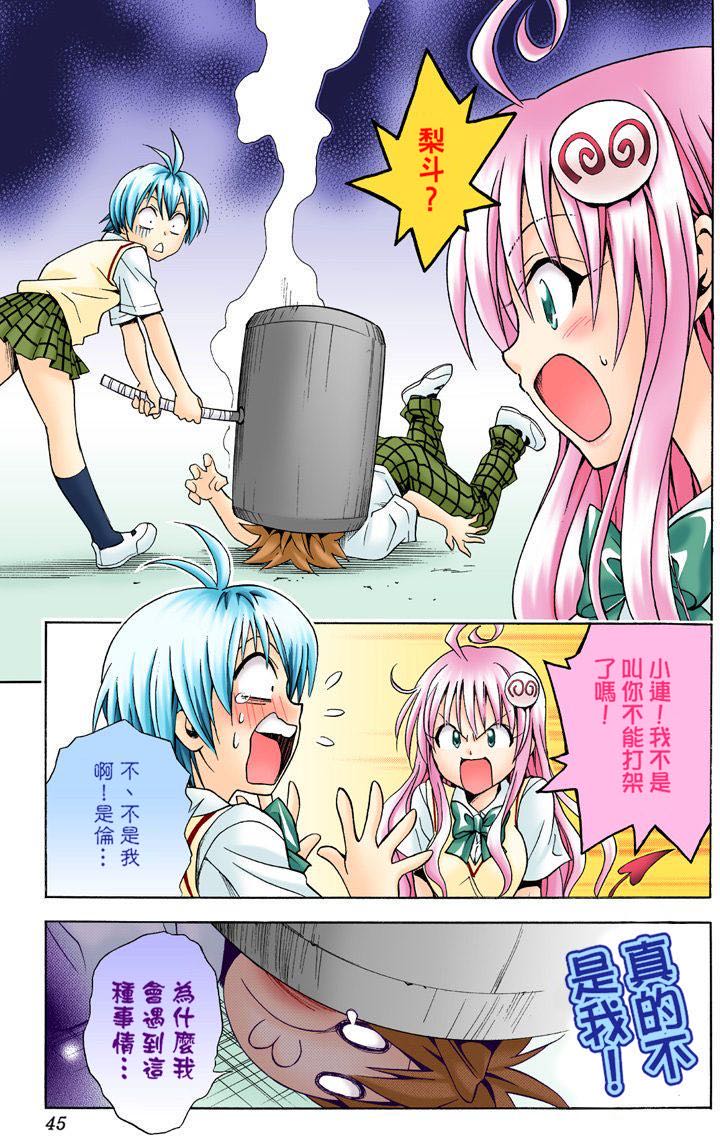 梨斗？
小連！我不是
叫你不能打架
了嗎！
不、不是我
啊！是倫…
真的不
是我！
為什麼我
會遇到這
種事情…
45